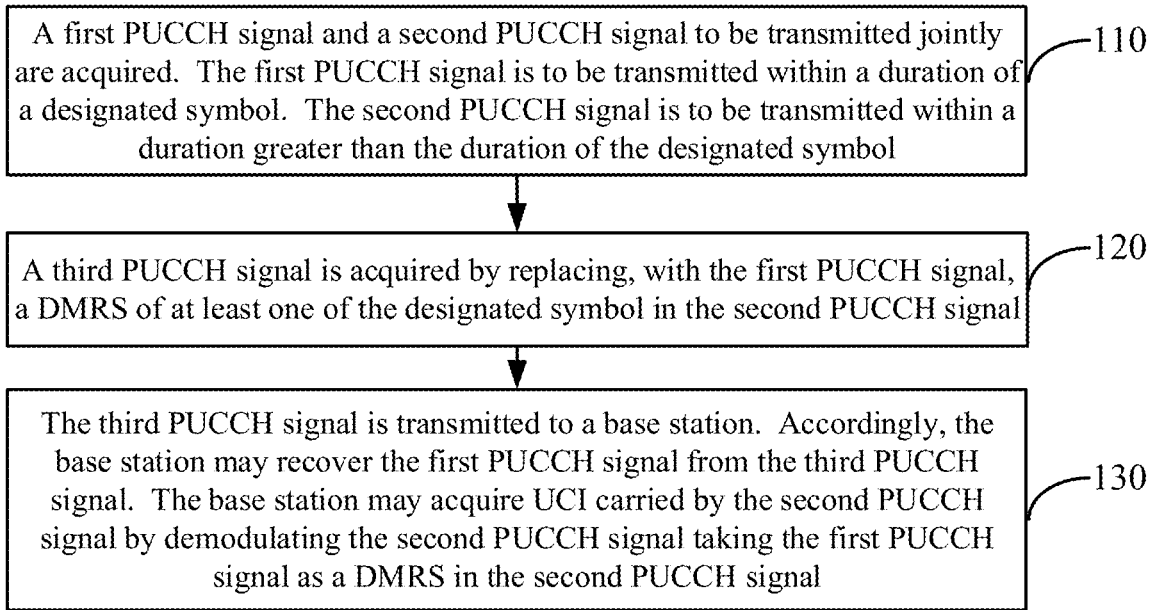 A first PUCCH signal and a second PUCCH signal to be transmitted jointly
are acquired. The first PUCCH signal is to be transmitted within a duration of
a designated symbol. The second PUCCH signal is to be transmitted within a
duration greater than the duration of the designated symbol
110
A third PUCCH signal is acquired by replacing, with the first PUCCH signal,
a DMRS of at least one of the designated symbol in the second PUCCH signal
120
The third PUCCH signal is transmitted to a base station. Accordingly, the
base station may recover the first PUCCH signal from the third PUCCH
signal. The base station may acquire UCI carried by the second PUCCH
signal by demodulating the second PUCCH signal taking the first PUCCH
signal as a DMRS in the second PUCCH signal
130